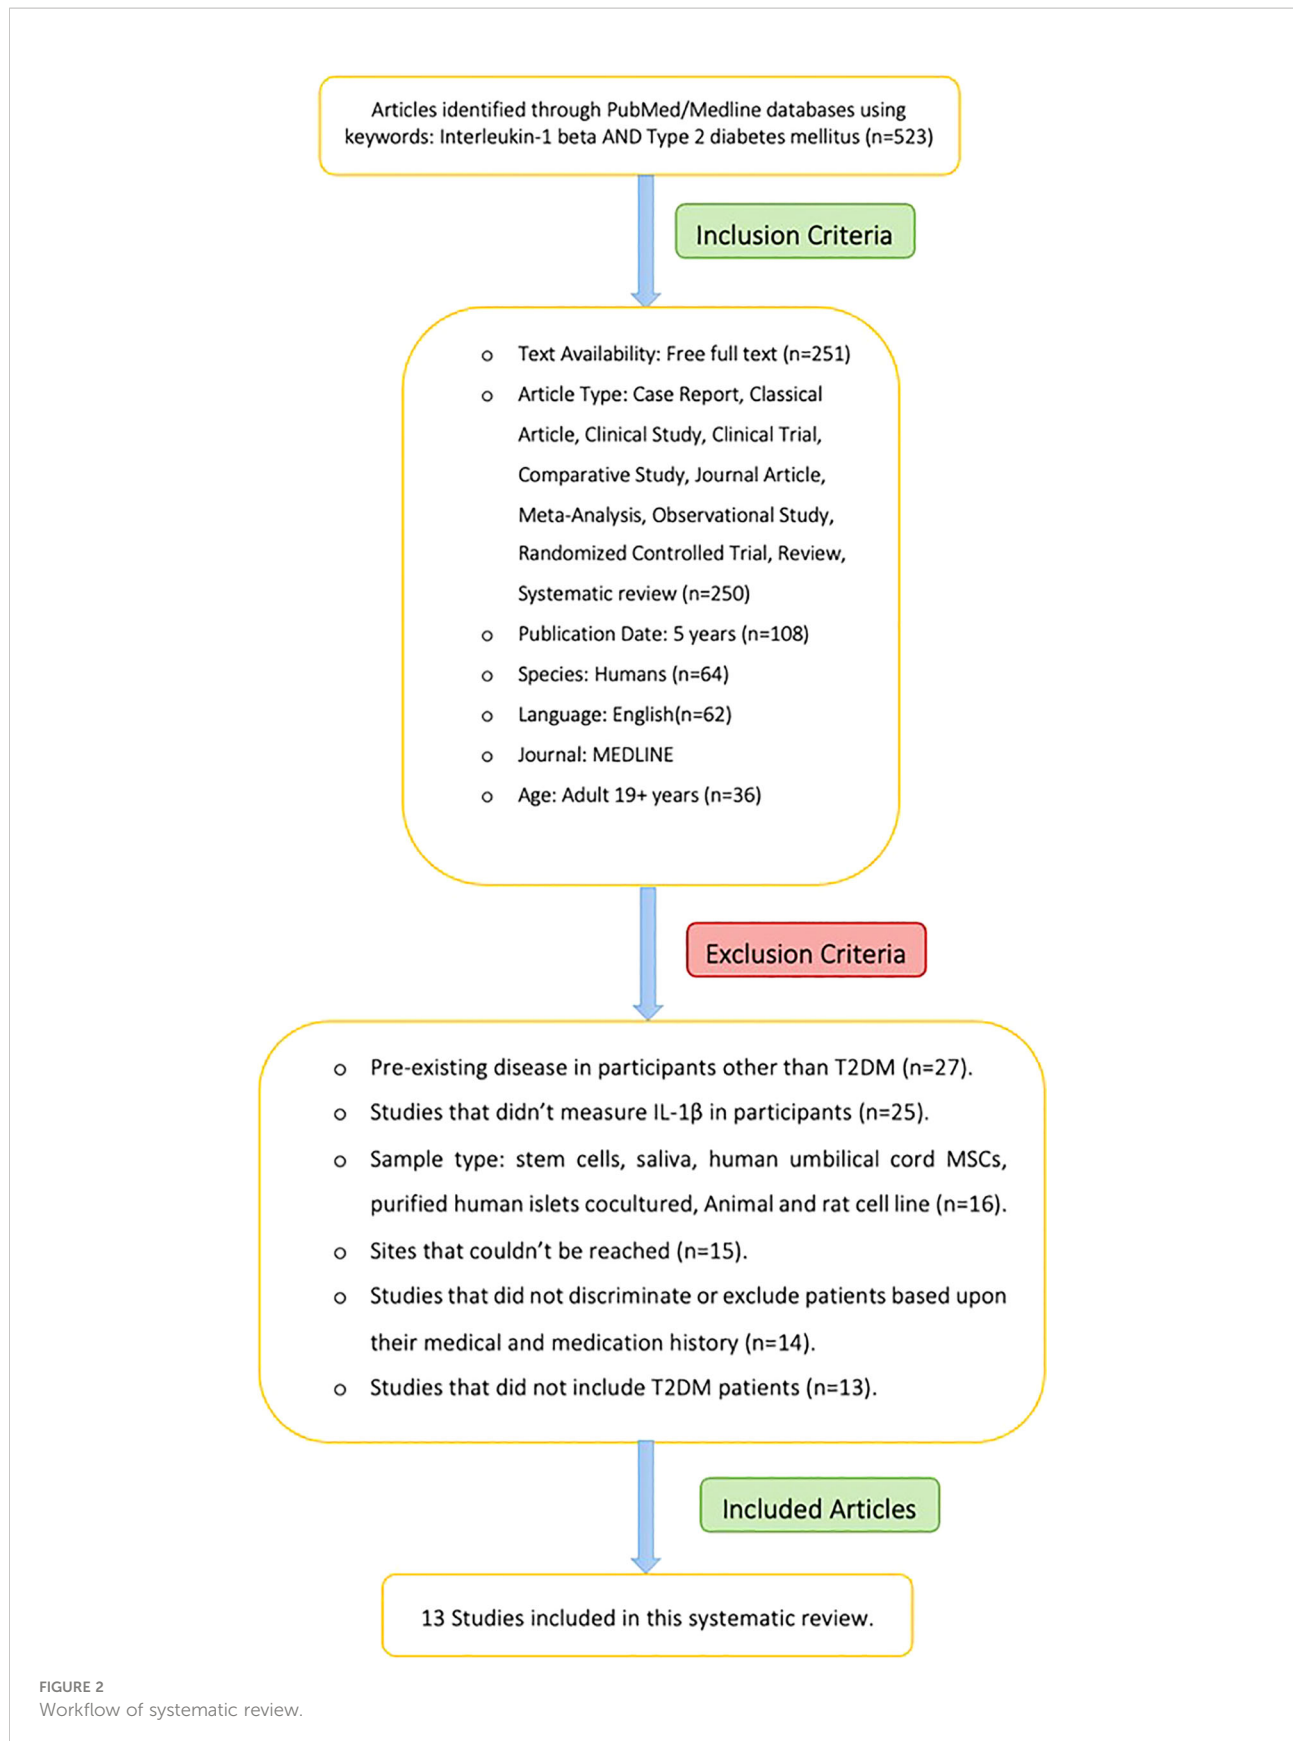 Articles identified through PubMed/Medline databases using
keywords: Interleukin-1 beta AND Type 2 diabetes mellitus (n=523)
Inclusion Criteria
o Text Availability: Free full text (n=251)
o Article Type: Case Report, Classical
Article, Clinical Study, Clinical Trial,
Comparative Study, Journal Article,
Meta-Analysis, Observational Study,
Randomized Controlled Trial, Review,
Systematic review (n=250)
o Publication Date: 5 years (n=108)
o Species: Humans (n=64)
o Language: English(n=62)
o Journal: MEDLINE
o Age: Adult 19+ years (n=36)
Exclusion Criteria
o Pre-existing disease in participants other than T2DM (n=27).
o Studies that didn’t measure IL-1β in participants (n=25).
o Sample type: stem cells, saliva, human umbilical cord MSCs,
purified human islets cocultured, Animal and rat cell line (n=16).
o Sites that couldn’t be reached (n=15).
o Studies that did not discriminate or exclude patients based upon
their medical and medication history (n=14).
o Studies that did not include T2DM patients (n=13).
Included Articles
13 Studies included in this systematic review.
FIGURE 2
Workflow of systematic review.